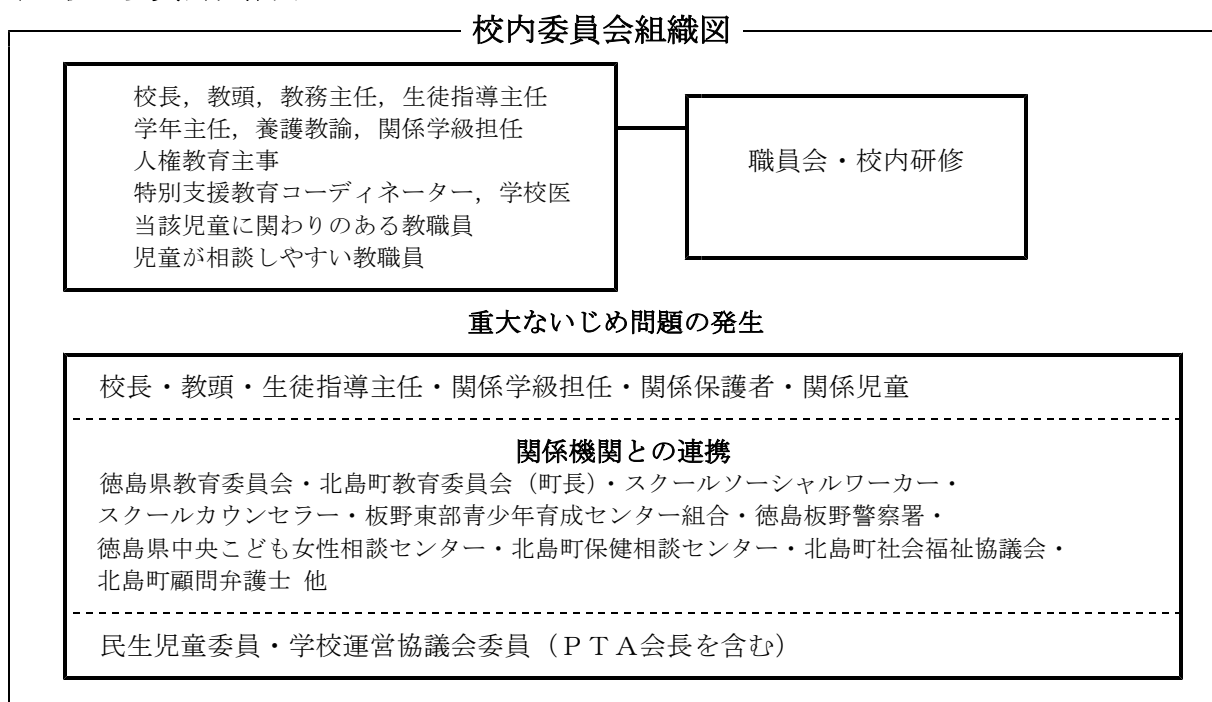 校内委員会組織図
校長，教頭，教務主任，生徒指導主任
学年主任，養護教諭，関係学級担任
人権教育主事
特別支援教育コーディネーター，学校医
当該児童に関わりのある教職員
児童が相談しやすい教職員
職員会・校内研修
重大ないじめ問題の発生
校長・教頭・生徒指導主任・関係学級担任・関係保護者・関係児童
関係機関との連携
徳島県教育委員会・北島町教育委員会（町長）・スクールソーシャルワーカー・
スクールカウンセラー・板野東部青少年育成センター組合・徳島板野警察署・
徳島県中央こども女性相談センター・北島町保健相談センター・北島町社会福祉協議会・
北島町顧問弁護士 他
民生児童委員・学校運営協議会委員（ＰＴＡ会長を含む）